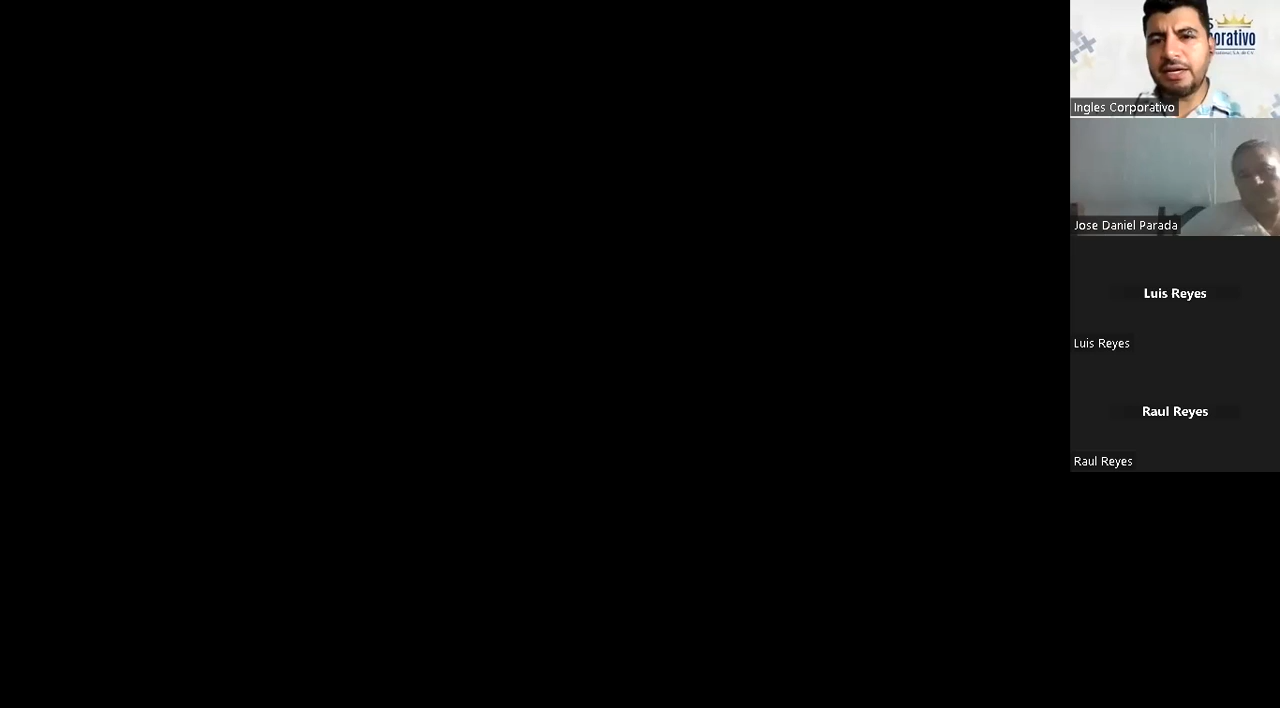 S
orativo
Ingles Corporativo
Jose Daniel Parada
Luis Reyes
Luis Reyes
Raul Reyes
Raul Reyes